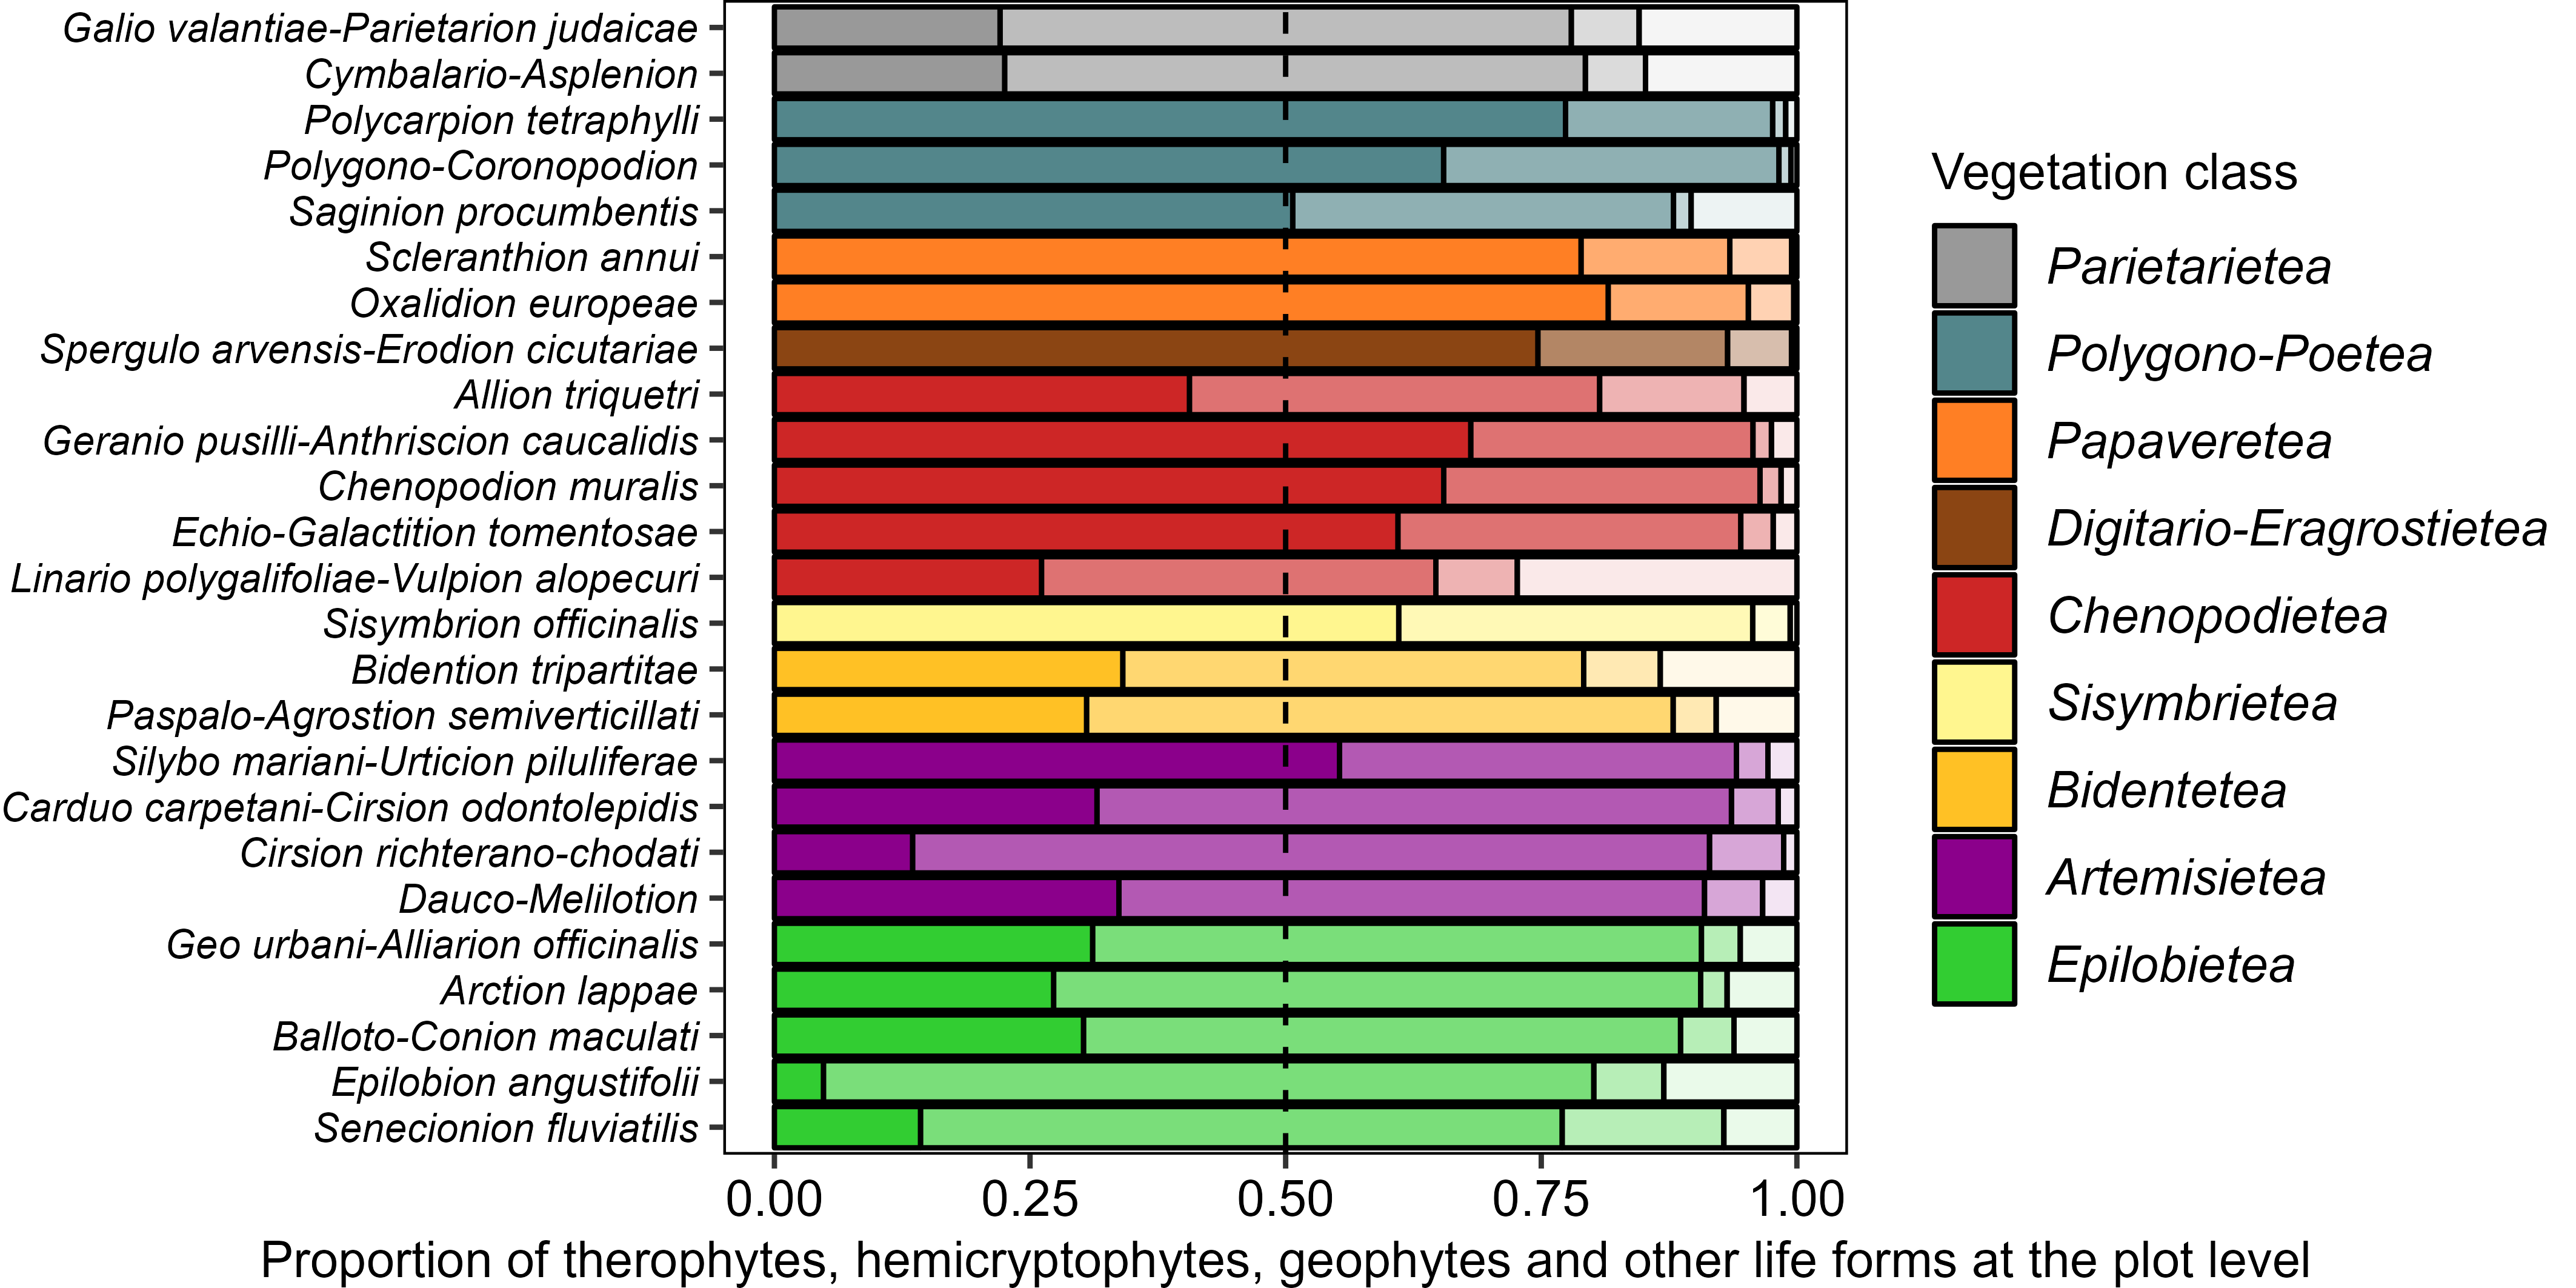 Galio valantiae-Parietarion judaicae
Cymbalario-Asplenion
Polycarpion tetraphylli
Polygono-Coronopodion
Saginion procumbentis
Scleranthion annui
Oxalidion europeae
Spergulo arvensis-Erodion cicutariae
Allion triquetri
Geranio pusilli-Anthriscion caucalidis
Chenopodion muralis
Echio-Galactition tomentosae
Linario polygalifoliae-Vulpion alopecuri
Sisymbrion officinalis
Bidention tripartitae
Paspalo-Agrostion semiverticillati
Silybo mariani-Urticion piluliferae
Carduo carpetani-Cirsion odontolepidis
Cirsion richterano-chodati
Dauco-Melilotion
Geo urbani-Alliarion officinalis
Arction lappae
Balloto-Conion maculati
Epilobion angustifolii
Senecionion fluviatilis
0.00 0.25 0.50 0.75 1.00
Proportion of therophytes, hemicryptophytes, geophytes and other life forms at the plot level
Vegetation class
Parietarietea
Polygono-Poetea
Papaveretea
Digitario-Eragrostietea
Chenopodietea
Sisymbrietea
Bidentetea
Artemisietea
Epilobietea